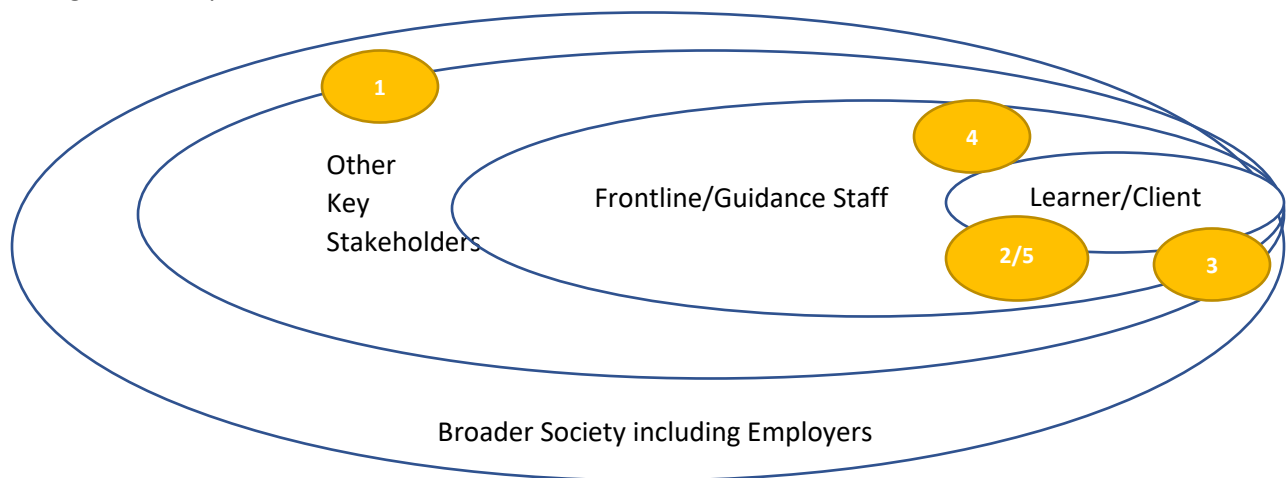 1
4
Other
Key
Stakeholders
Frontline/Guidance Staff
Learner/Client
2/5
3
Broader Society including Employers